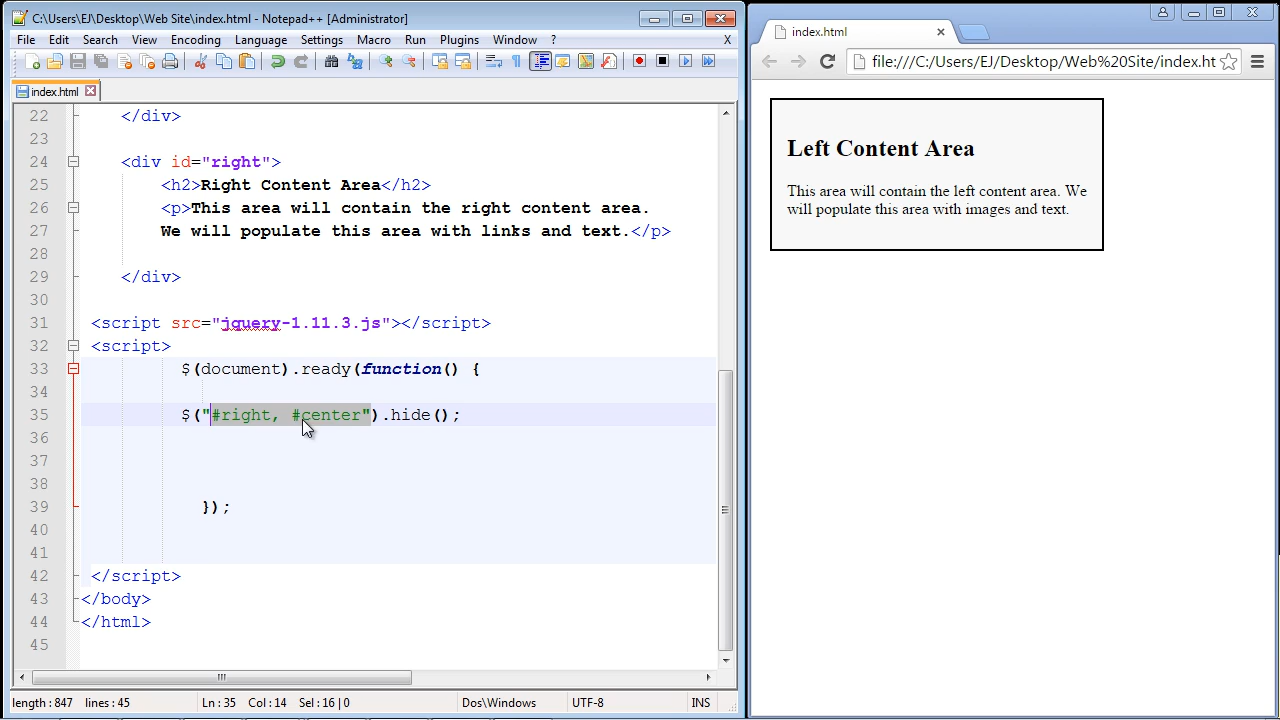 C:\Users\EJ\Desktop\Web Site\index.html - Notepad++ [Administrator]
File Edit Search View Encoding Language Settings Macro Run Plugins Window ? X
index.html
22 </div>
23
24 <div id="right">
25 <h2>Right Content Area</h2>
26 <p>This area will contain the right content area.
27 We will populate this area with links and text.</p>
28
29 </div>
30
31 <script src="jquery-1.11.3.js"></script>
32 <script>
33 $(document).ready(function() {
34
35 $("#right, #center").hide();
36
37
38
39 });
40
41
42 </script>
43 </body>
44 </html>
45
length : 847 lines : 45 Ln : 35 Col : 14 Sel : 16 | 0 Dos\Windows UTF-8 INS
index.html
file:///C:/Users/EJ/Desktop/Web%20Site/index.ht
Left Content Area
This area will contain the left content area. We
will populate this area with images and text.